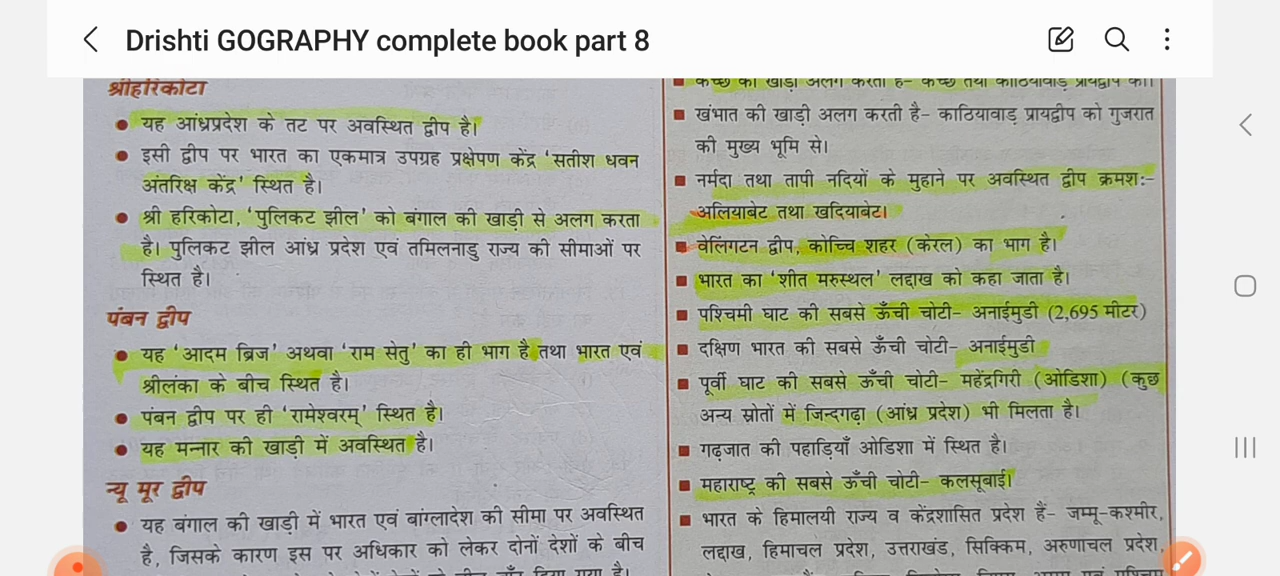 Drishti GOGRAPHY complete book part 8
श्रीहरिकोटा
● यह आंध्रप्रदेश के तट पर अवस्थित द्वीप है।
● इसी द्वीप पर भारत का एकमात्र उपग्रह प्रक्षेपण केंद्र 'सतीश धवन
अंतरिक्ष केंद्र' स्थित है।
● श्री हरिकोटा, 'पुलिकट झील' को बंगाल की खाड़ी से अलग करता
है। पुलिकट झील आंध्र प्रदेश एवं तमिलनाडु राज्य की सीमाओं पर
स्थित है।
पंबन द्वीप
● यह 'आदम ब्रिज' अथवा 'राम सेतु' का ही भाग है तथा भारत एवं
श्रीलंका के बीच स्थित है।
● पंबन द्वीप पर ही 'रामेश्वरम्' स्थित है।
● यह मन्नार की खाड़ी में अवस्थित है।
न्यू मूर द्वीप
● यह बंगाल की खाड़ी में भारत एवं बांग्लादेश की सीमा पर अवस्थित
है, जिसके कारण इस पर अधिकार को लेकर दोनों देशों के बीच
■ कच्छ की खाड़ी अलग करती है– कच्छ तथा काठियावाड़ प्रायद्वीप को।
■ खंभात की खाड़ी अलग करती है– काठियावाड़ प्रायद्वीप को गुजरात
की मुख्य भूमि से।
■ नर्मदा तथा तापी नदियों के मुहाने पर अवस्थित द्वीप क्रमश:–
अलियाबेट तथा खदियाबेट।
■ वेलिंगटन द्वीप, कोच्चि शहर (केरल) का भाग है।
■ भारत का 'शीत मरुस्थल' लद्दाख को कहा जाता है।
■ पश्चिमी घाट की सबसे ऊँची चोटी– अनाईमुडी (2,695 मीटर)
■ दक्षिण भारत की सबसे ऊँची चोटी– अनाईमुडी
■ पूर्वी घाट की सबसे ऊँची चोटी– महेंद्रगिरी (ओडिशा) (कुछ
अन्य स्रोतों में जिन्दगढ़ा (आंध्र प्रदेश) भी मिलता है।
■ गढ़जात की पहाड़ियाँ ओडिशा में स्थित है।
■ महाराष्ट्र की सबसे ऊँची चोटी– कलसूबाई।
■ भारत के हिमालयी राज्य व केंद्रशासित प्रदेश हैं– जम्मू-कश्मीर,
लद्दाख, हिमाचल प्रदेश, उत्तराखंड, सिक्किम, अरुणाचल प्रदेश,